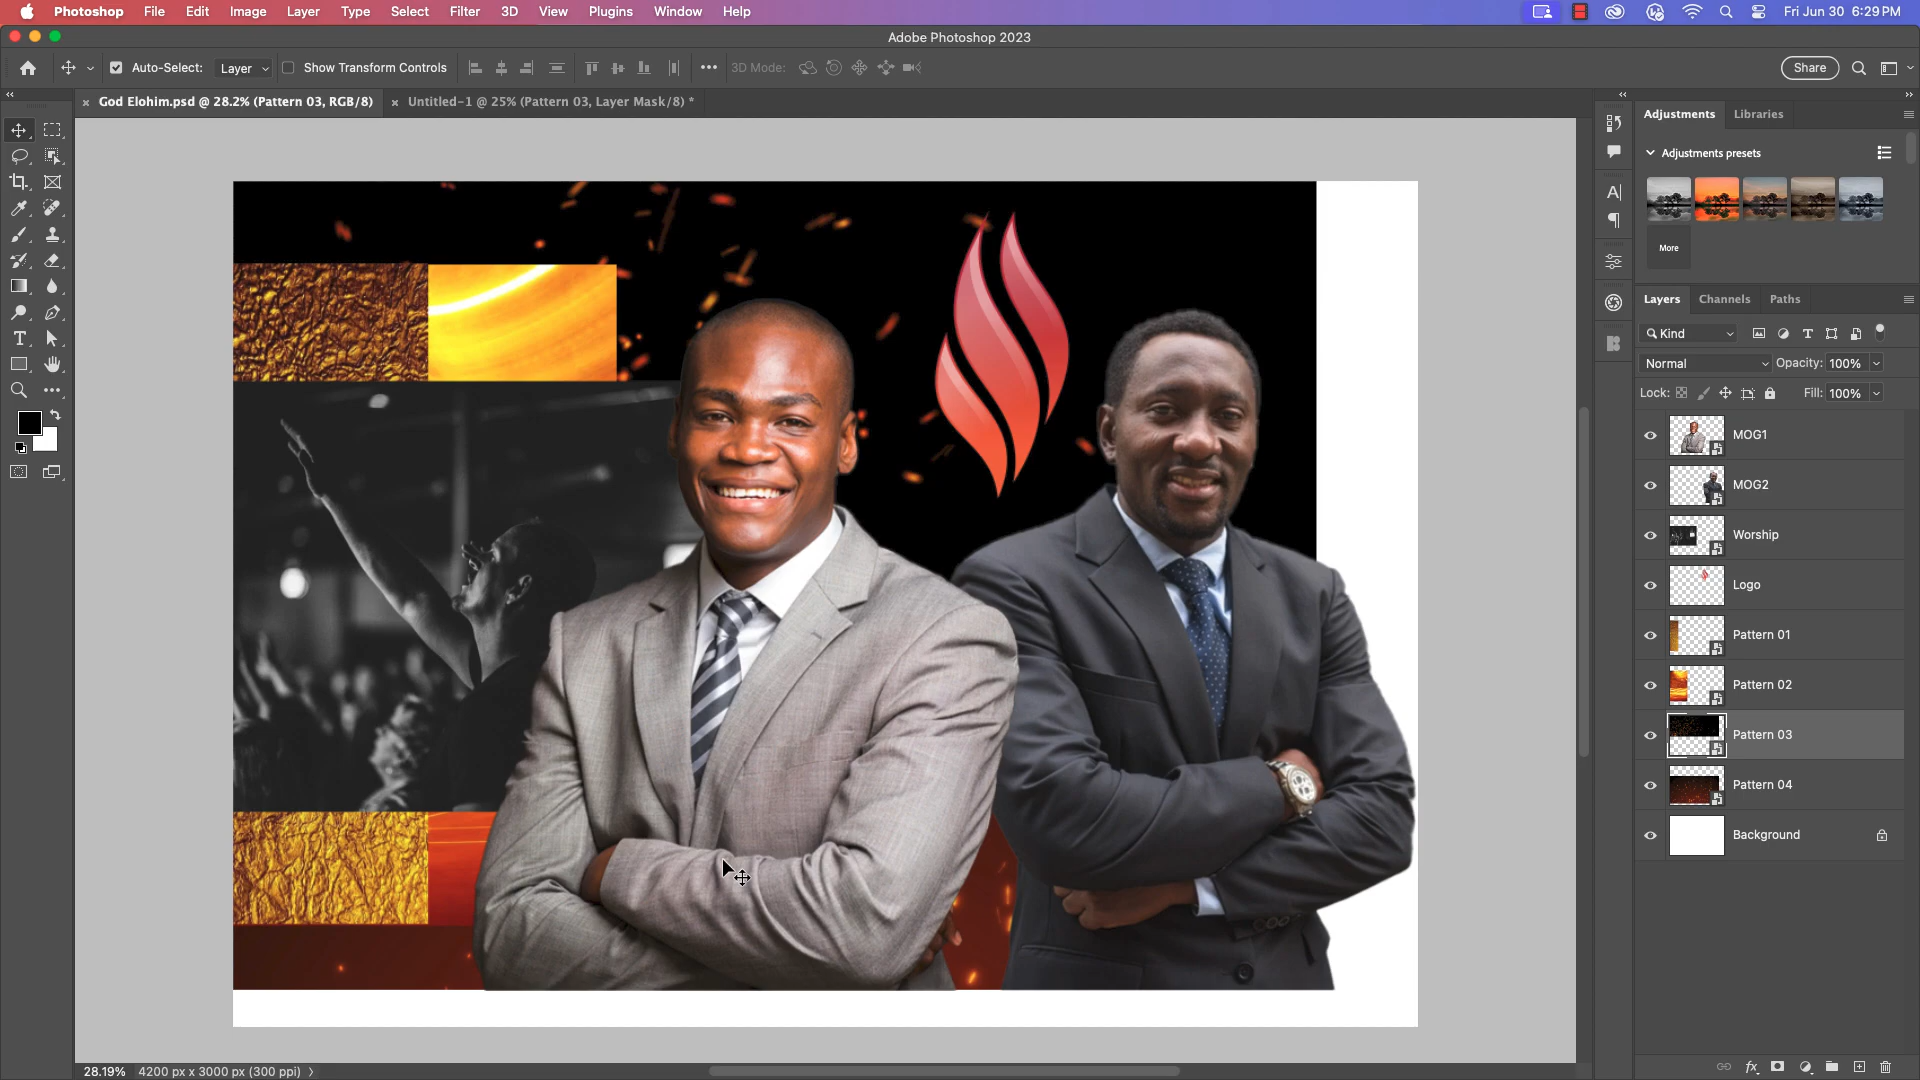 Photoshop File Edit Image Layer Type Select Filter 3D View Plugins Window Help Fri Jun 30 6:29 PM
Adobe Photoshop 2023
Auto-Select: Layer Show Transform Controls 3D Mode: Share
God Elohim.psd @ 28.2% (Pattern 03, RGB/8) Untitled-1 @ 25% (Pattern 03, Layer Mask/8) *
Adjustments Libraries
Adjustments presets
More
Layers Channels Paths
Kind
Normal Opacity: 100%
Lock: Fill: 100%
MOG1
MOG2
Worship
Logo
Pattern 01
Pattern 02
Pattern 03
Pattern 04
Background
28.19% 4200 px x 3000 px (300 ppi)